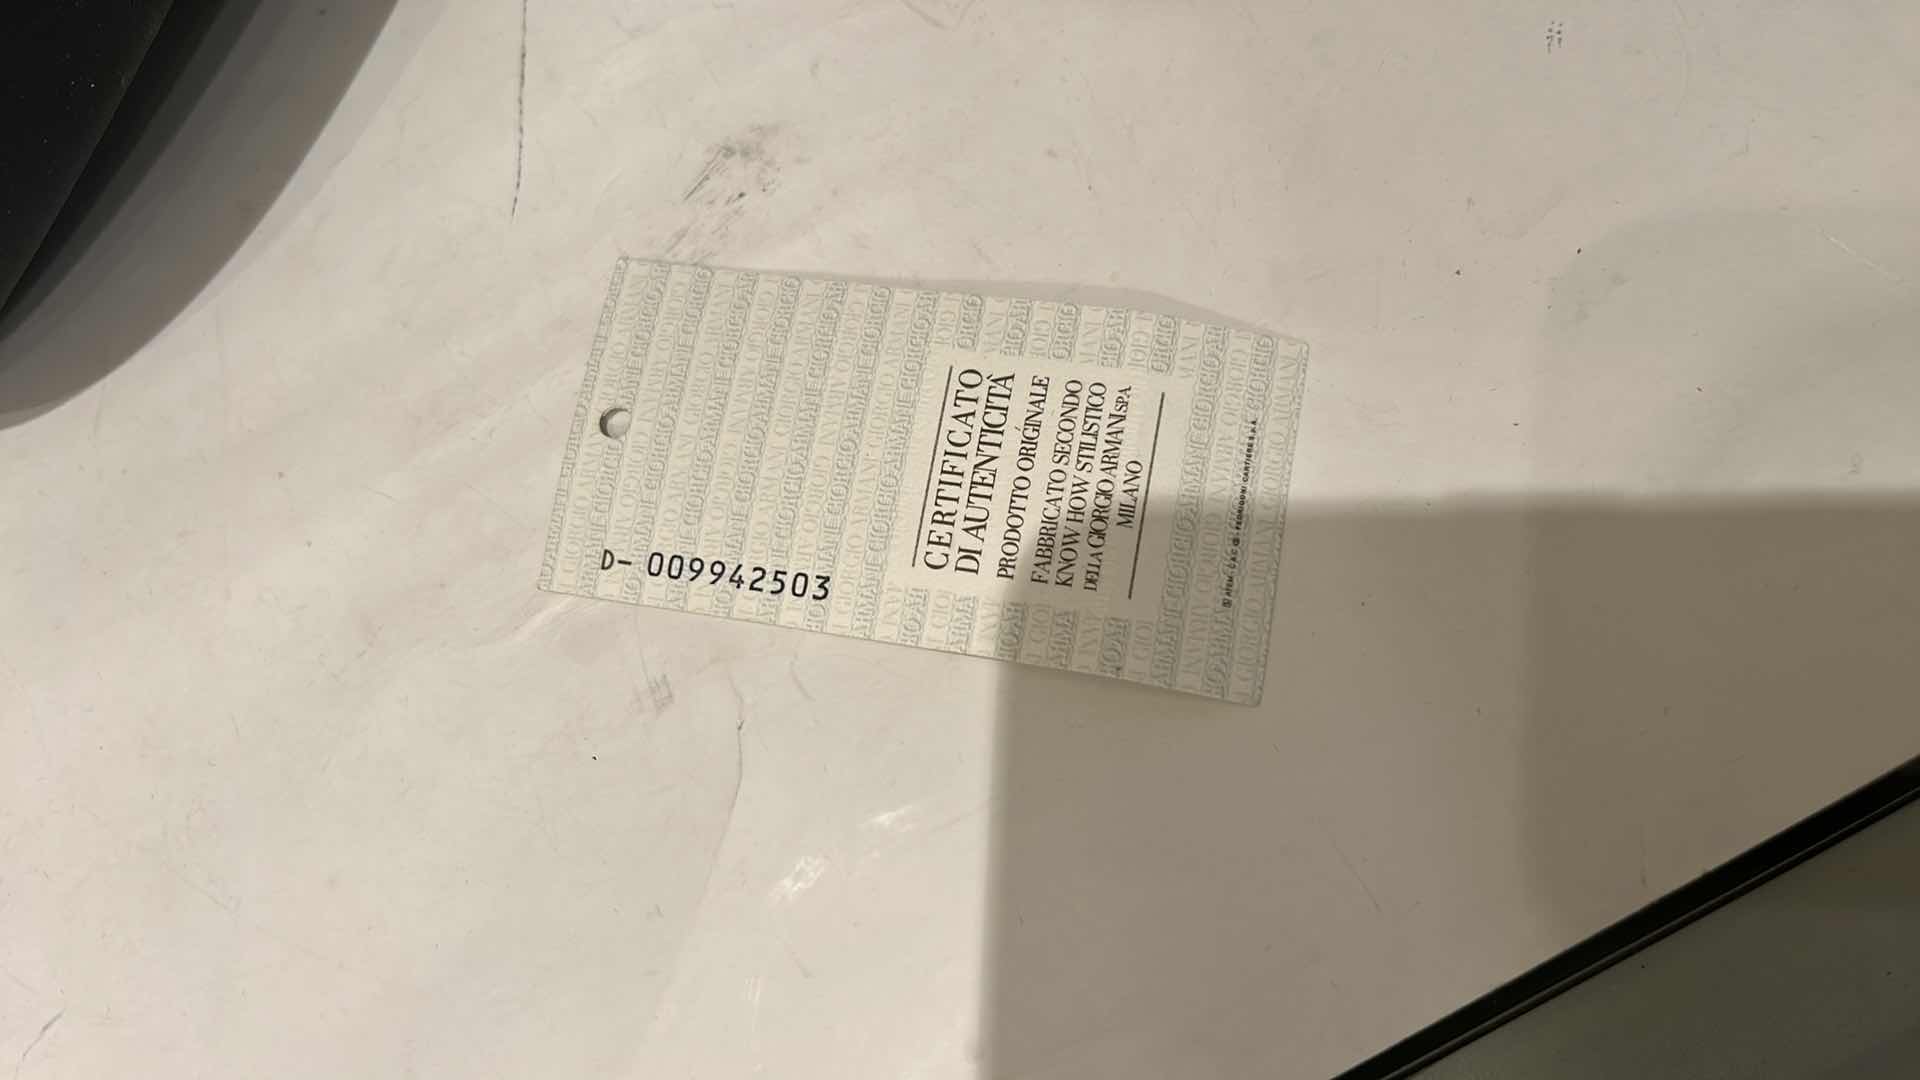 D- 009942503
CERTIFICATO
DI AUTENTICITÀ
PRODOTTO ORIGINALE
FABBRICATO SECONDO
KNOW HOW STILISTICO
DELLA GIORGIO ARMANI SPA
MILANO